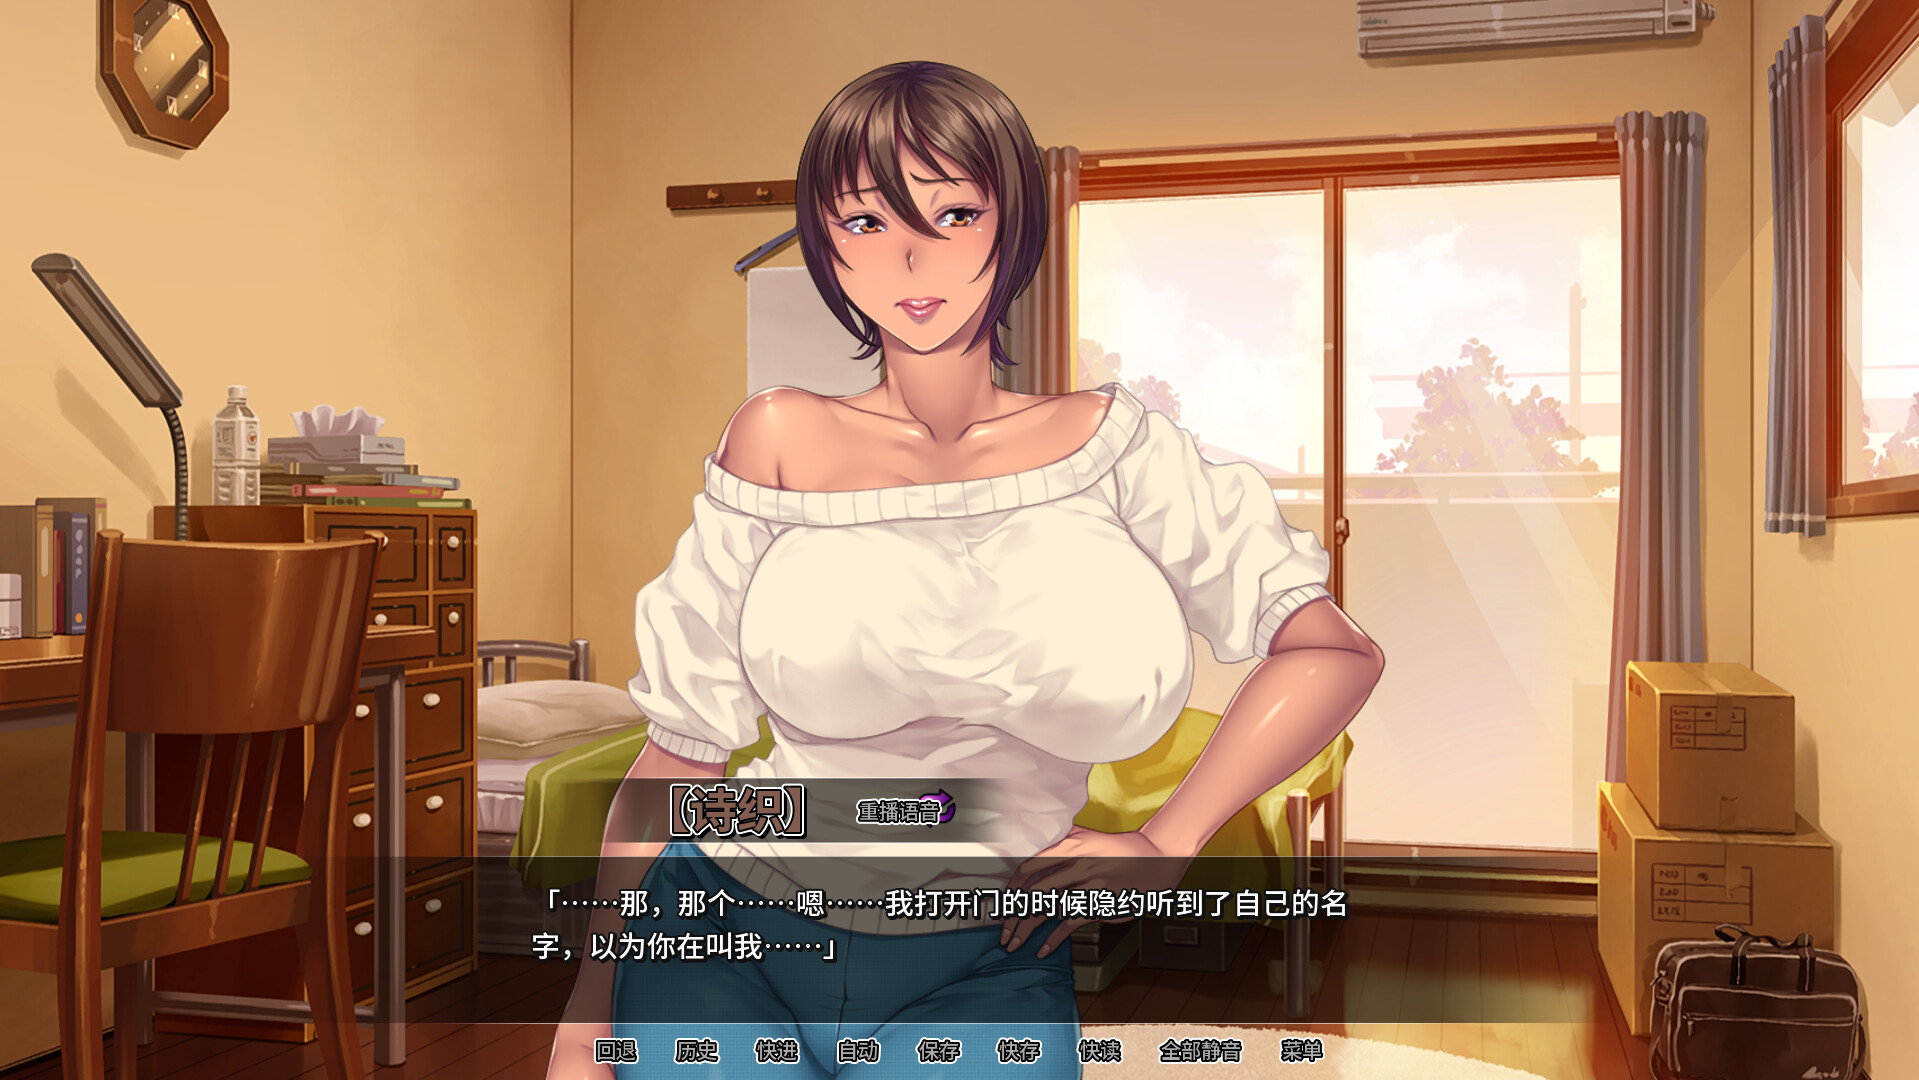 【诗织】
重播语音
「……那，那个……嗯……我打开门的时候隐约听到了自己的名
字，以为你在叫我……」
回退 历史 快进 自动 保存 快存 快读 全部静音 菜单